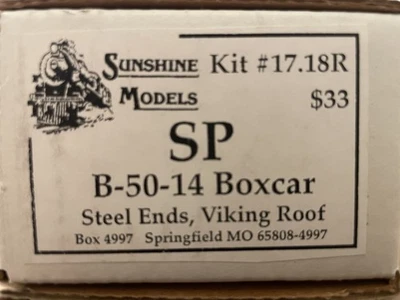 SUNSHINE MODELS
Kit #17.18R
$33
SP
B-50-14 Boxcar
Steel Ends, Viking Roof
Box 4997 Springfield MO 65808-4997